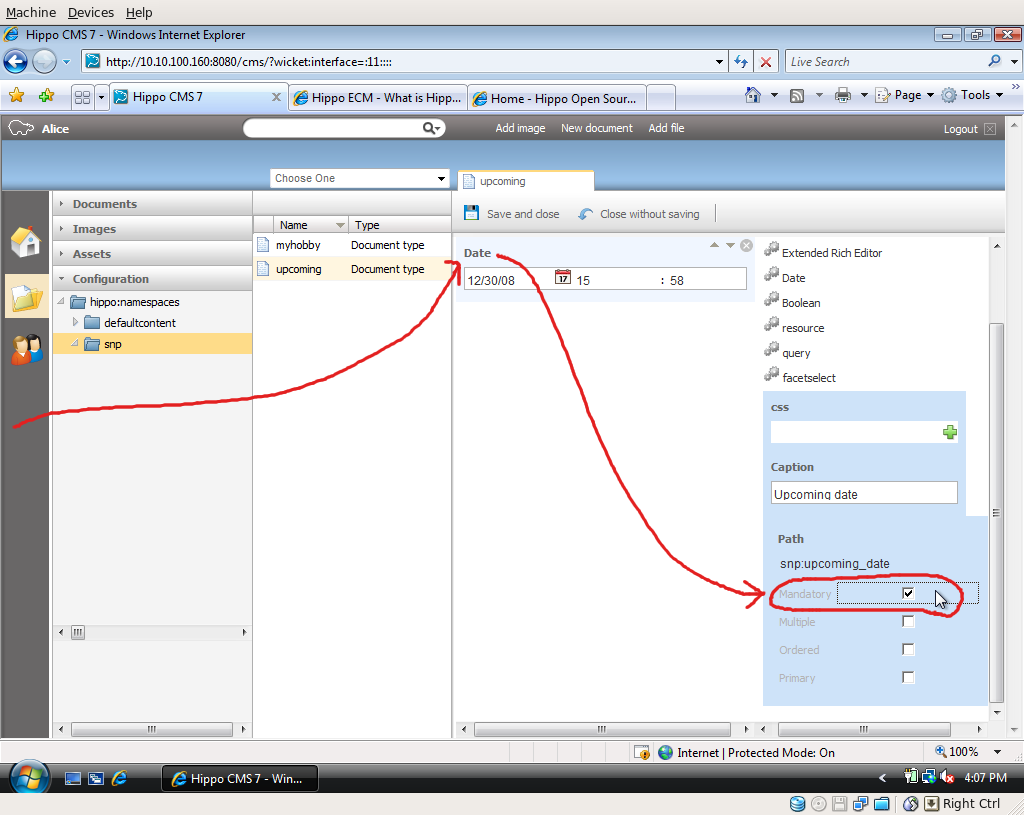 Machine Devices Help
Hippo CMS 7 - Windows Internet Explorer
http://10.10.100.160:8080/cms/?wicket:interface=:11::::
Live Search
Hippo CMS 7
Hippo ECM - What is Hipp...
Home - Hippo Open Sour...
Page
Tools
Alice
Add image
New document
Add file
Logout
Choose One
upcoming
Documents
Images
Assets
Configuration
hippo:namespaces
defaultcontent
snp
Name Type
myhobby Document type
upcoming Document type
Save and close
Close without saving
Date
12/30/08 17 15 : 58
Extended Rich Editor
Date
Boolean
resource
query
facetselect
css
Caption
Upcoming date
Path
snp:upcoming_date
Mandatory
Multiple
Ordered
Primary
Internet | Protected Mode: On
100%
Hippo CMS 7 - Win...
4:07 PM
Right Ctrl